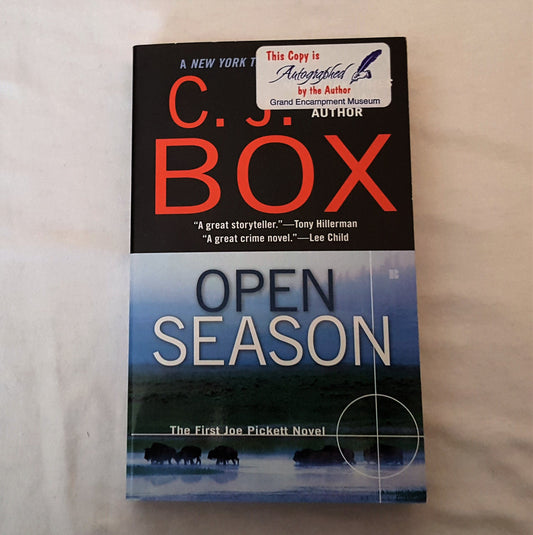 A NEW YORK T
This Copy is
Autographed
by the Author
Grand Encampment Museum
C. J.
AUTHOR
BOX
"A great storyteller."—Tony Hillerman
"A great crime novel."—Lee Child
B
OPEN
SEASON
The First Joe Pickett Novel